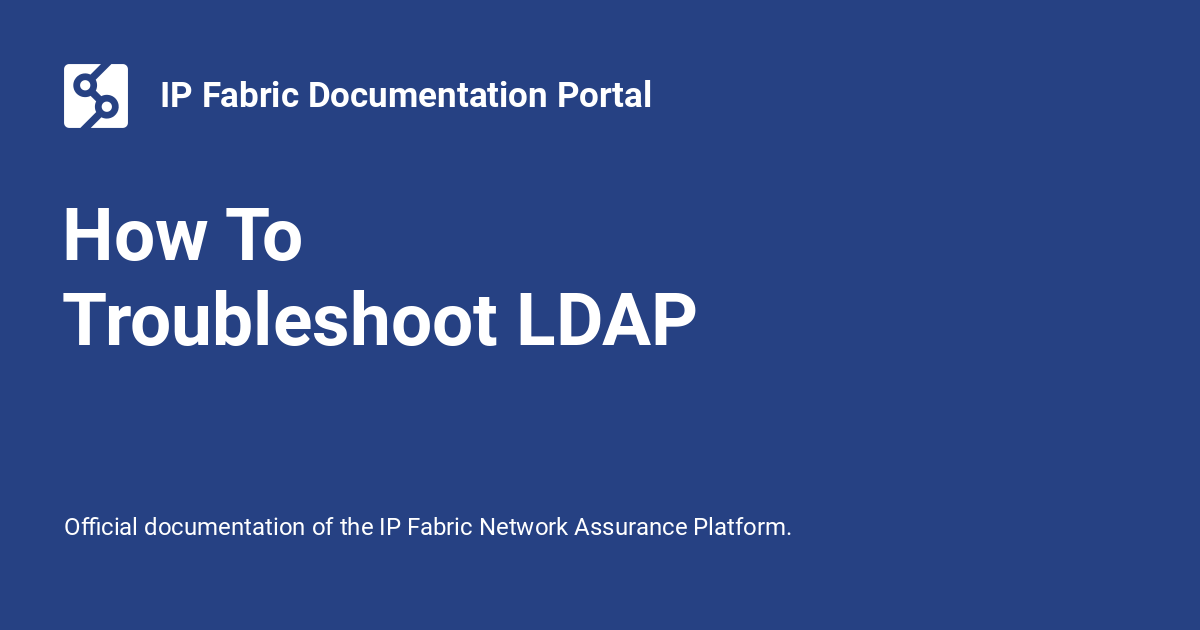 IP Fabric Documentation Portal
How To
Troubleshoot LDAP
Official documentation of the IP Fabric Network Assurance Platform.